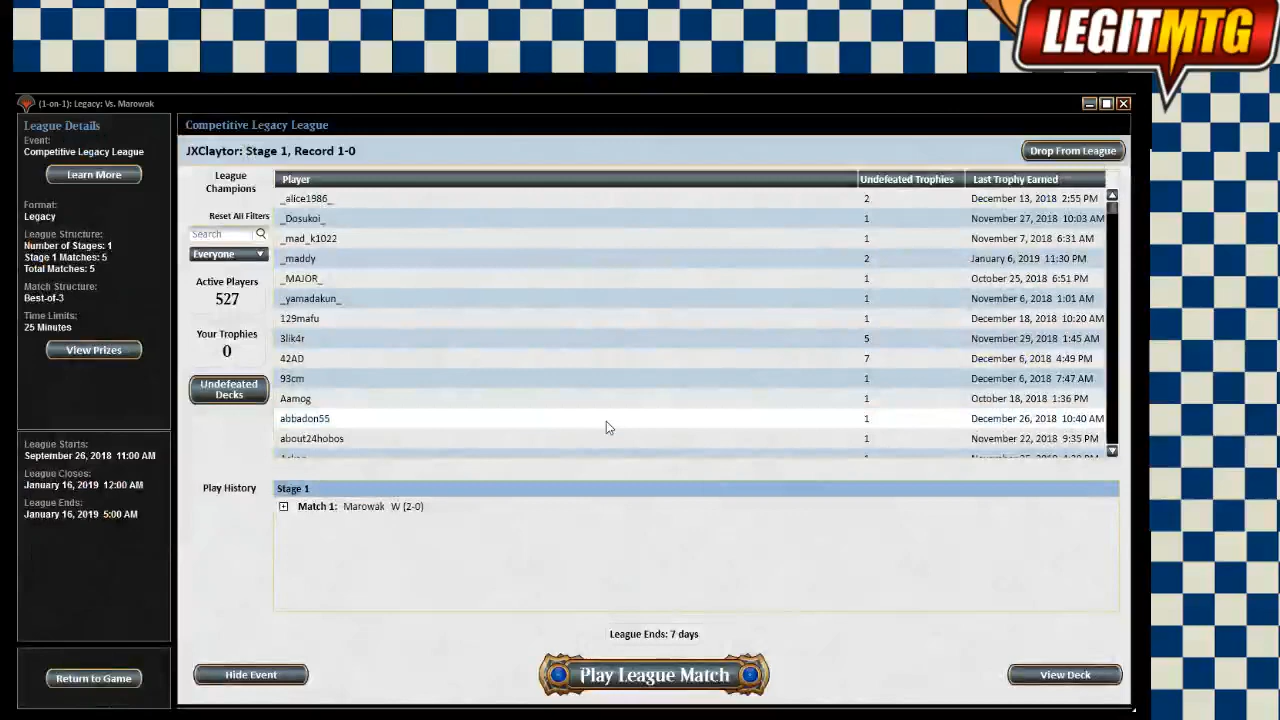 LEGITMTG
(1-on-1): Legacy: Vs. Marowak
League Details
Event:
Competitive Legacy League
Learn More
Format:
Legacy
League Structure:
Number of Stages: 1
Stage 1 Matches: 5
Total Matches: 5
Match Structure:
Best-of-3
Time Limits:
25 Minutes
View Prizes
League Starts:
September 26, 2018 11:00 AM
League Closes:
January 16, 2019 12:00 AM
League Ends:
January 16, 2019 5:00 AM
Return to Game
Competitive Legacy League
JXClaytor: Stage 1, Record 1-0
Drop From League
League
Champions
Reset All Filters
Search
Everyone
Active Players
527
Your Trophies
0
Undefeated
Decks
Player Undefeated Trophies Last Trophy Earned
_alice1986_ 2 December 13, 2018 2:55 PM
_Dosukoi_ 1 November 27, 2018 10:03 AM
_mad_k1022 1 November 7, 2018 6:31 AM
_maddy 2 January 6, 2019 11:30 PM
_MAJOR_ 1 October 25, 2018 6:51 PM
_yamadakun_ 1 November 6, 2018 1:01 AM
129mafu 1 December 18, 2018 10:20 AM
3lik4r 5 November 29, 2018 1:45 AM
42AD 7 December 6, 2018 4:49 PM
93cm 1 December 6, 2018 7:47 AM
Aamog 1 October 18, 2018 1:36 PM
abbadon55 1 December 26, 2018 10:40 AM
about24hobos 1 November 22, 2018 9:35 PM
Play History
Stage 1
Match 1: Marowak W (2-0)
League Ends: 7 days
Hide Event
Play League Match
View Deck